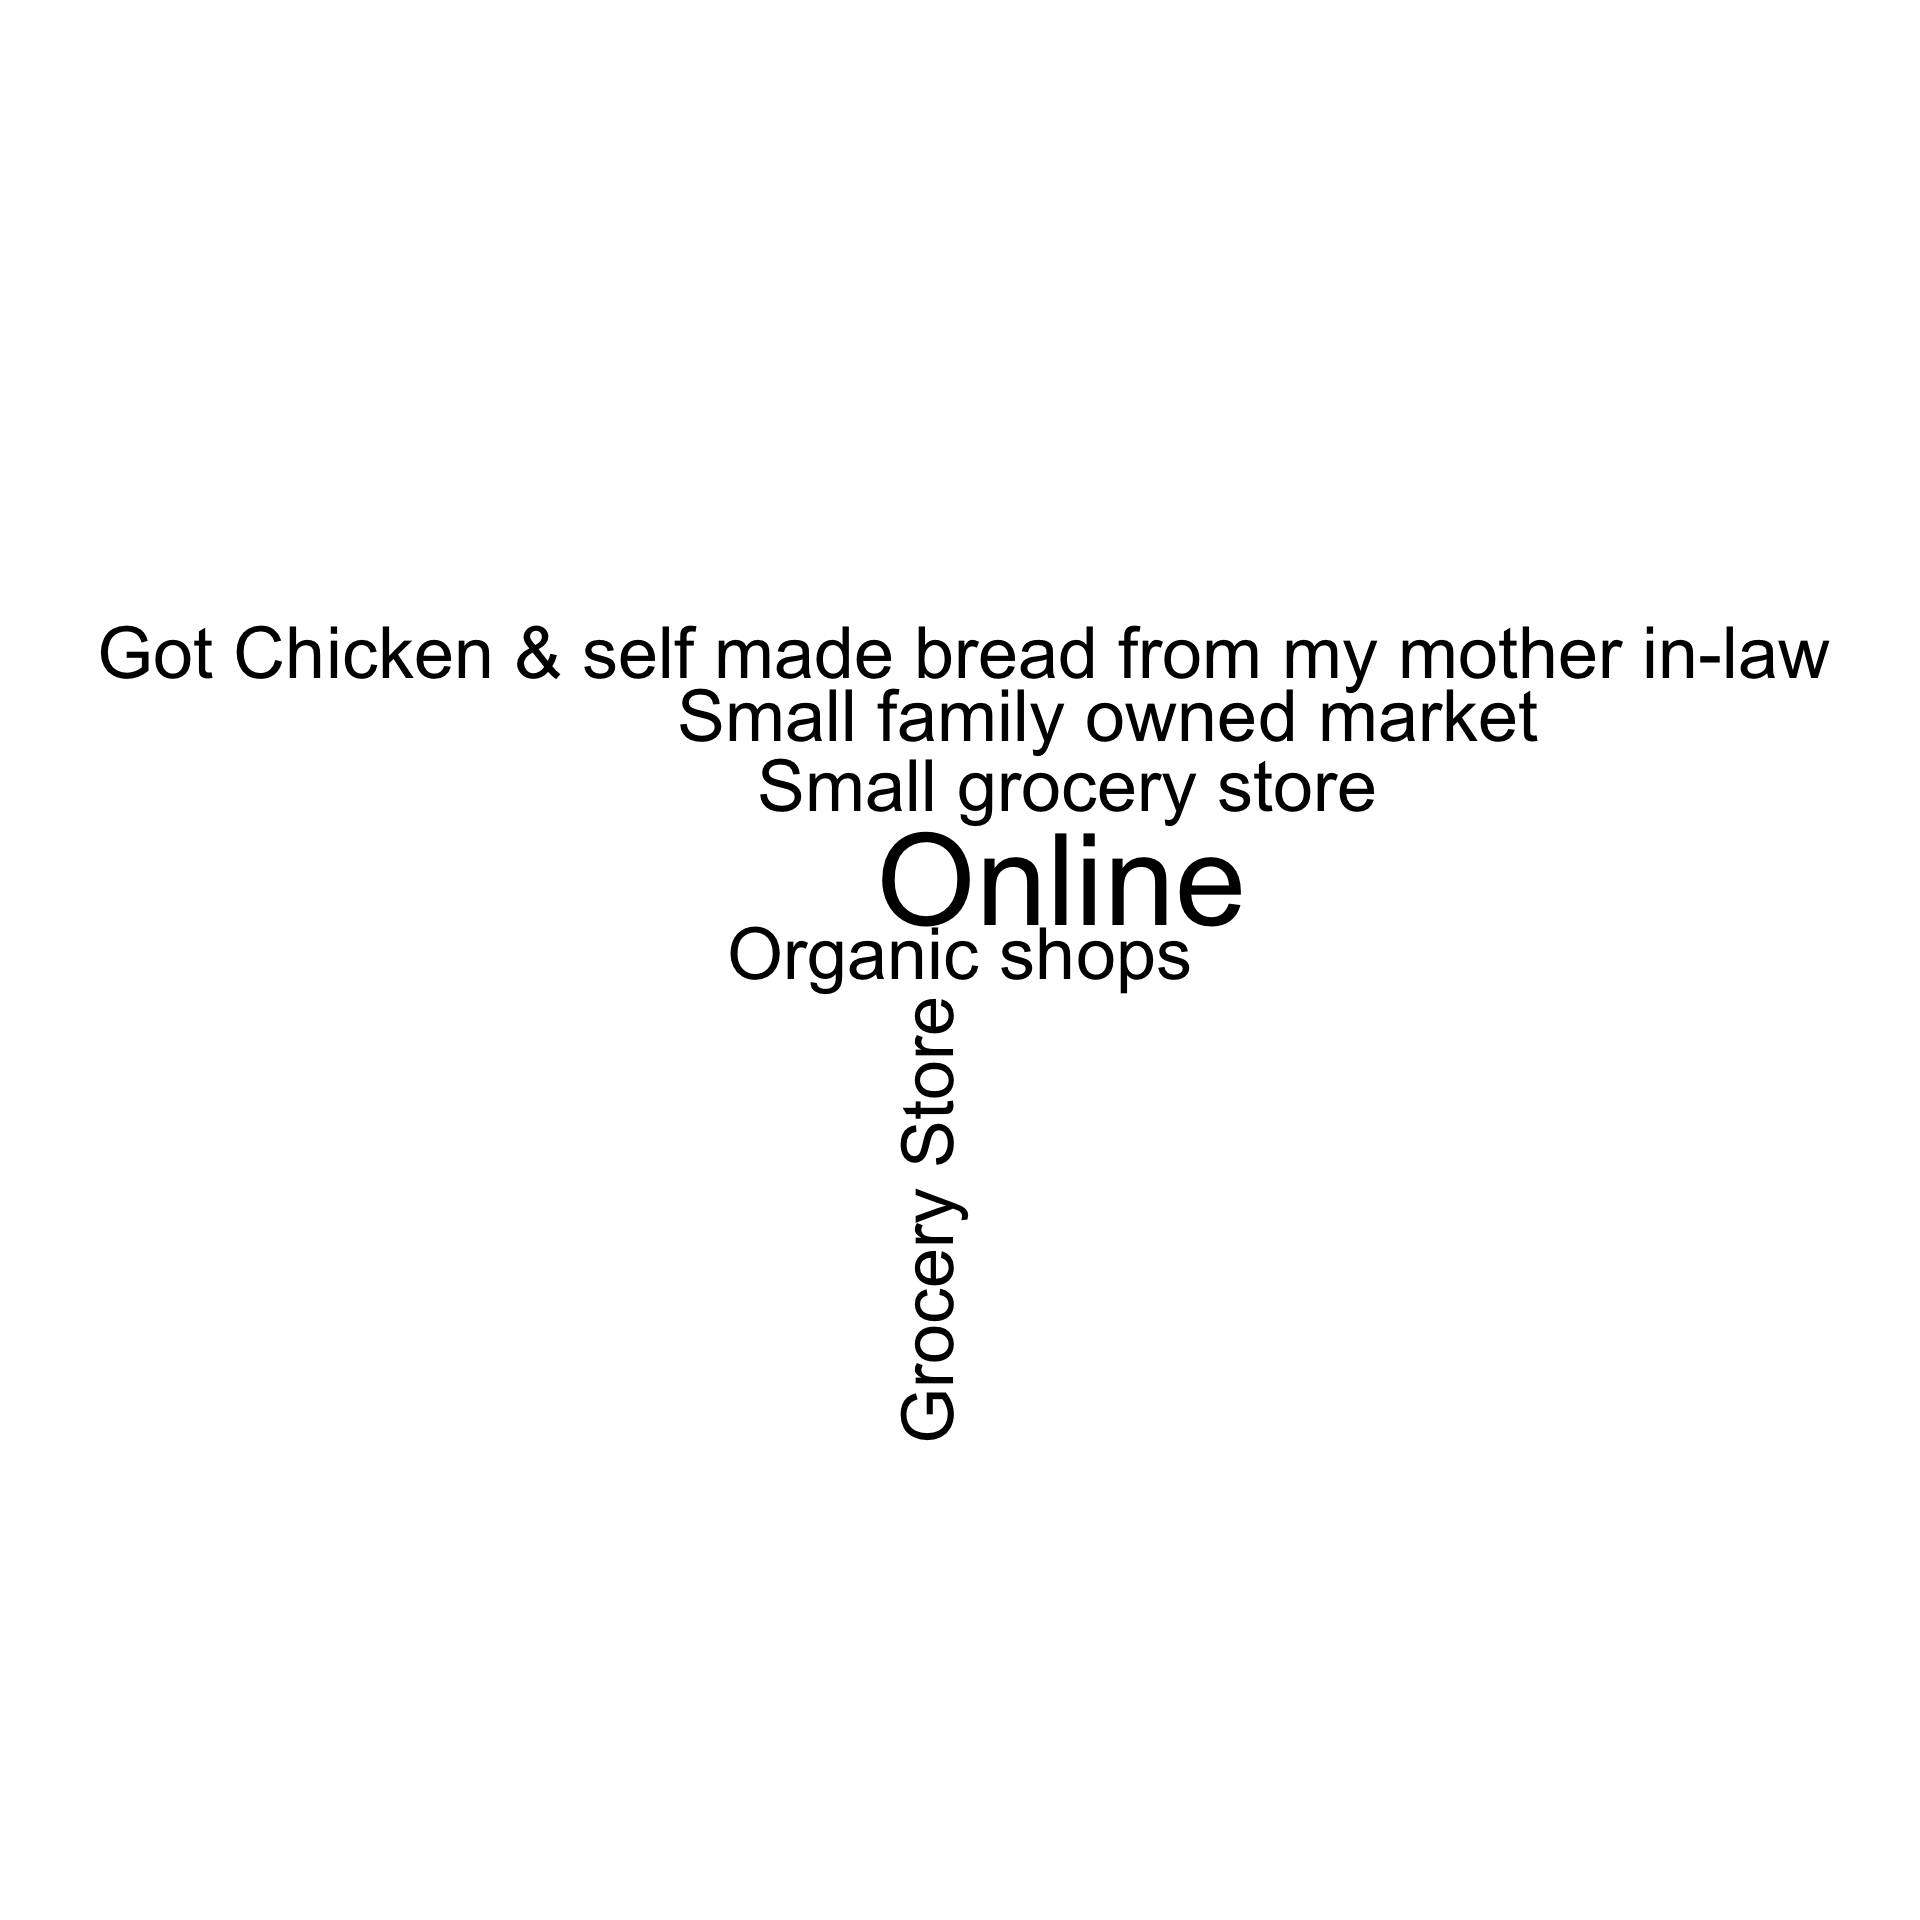 Got Chicken & self made bread from my mother in-law
Small family owned market
Small grocery store
Online
Organic shops
Grocery Store